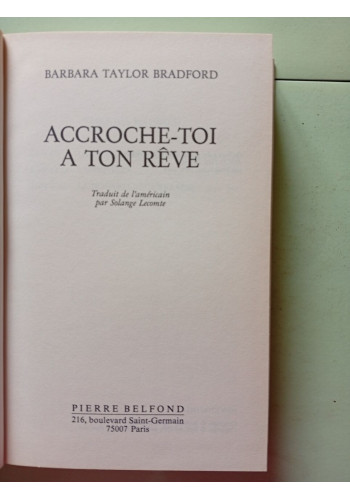 BARBARA TAYLOR BRADFORD
ACCROCHE-TOI
A TON RÊVE
Traduit de l'américain
par Solange Lecomte
PIERRE BELFOND
216, boulevard Saint-Germain
75007 Paris